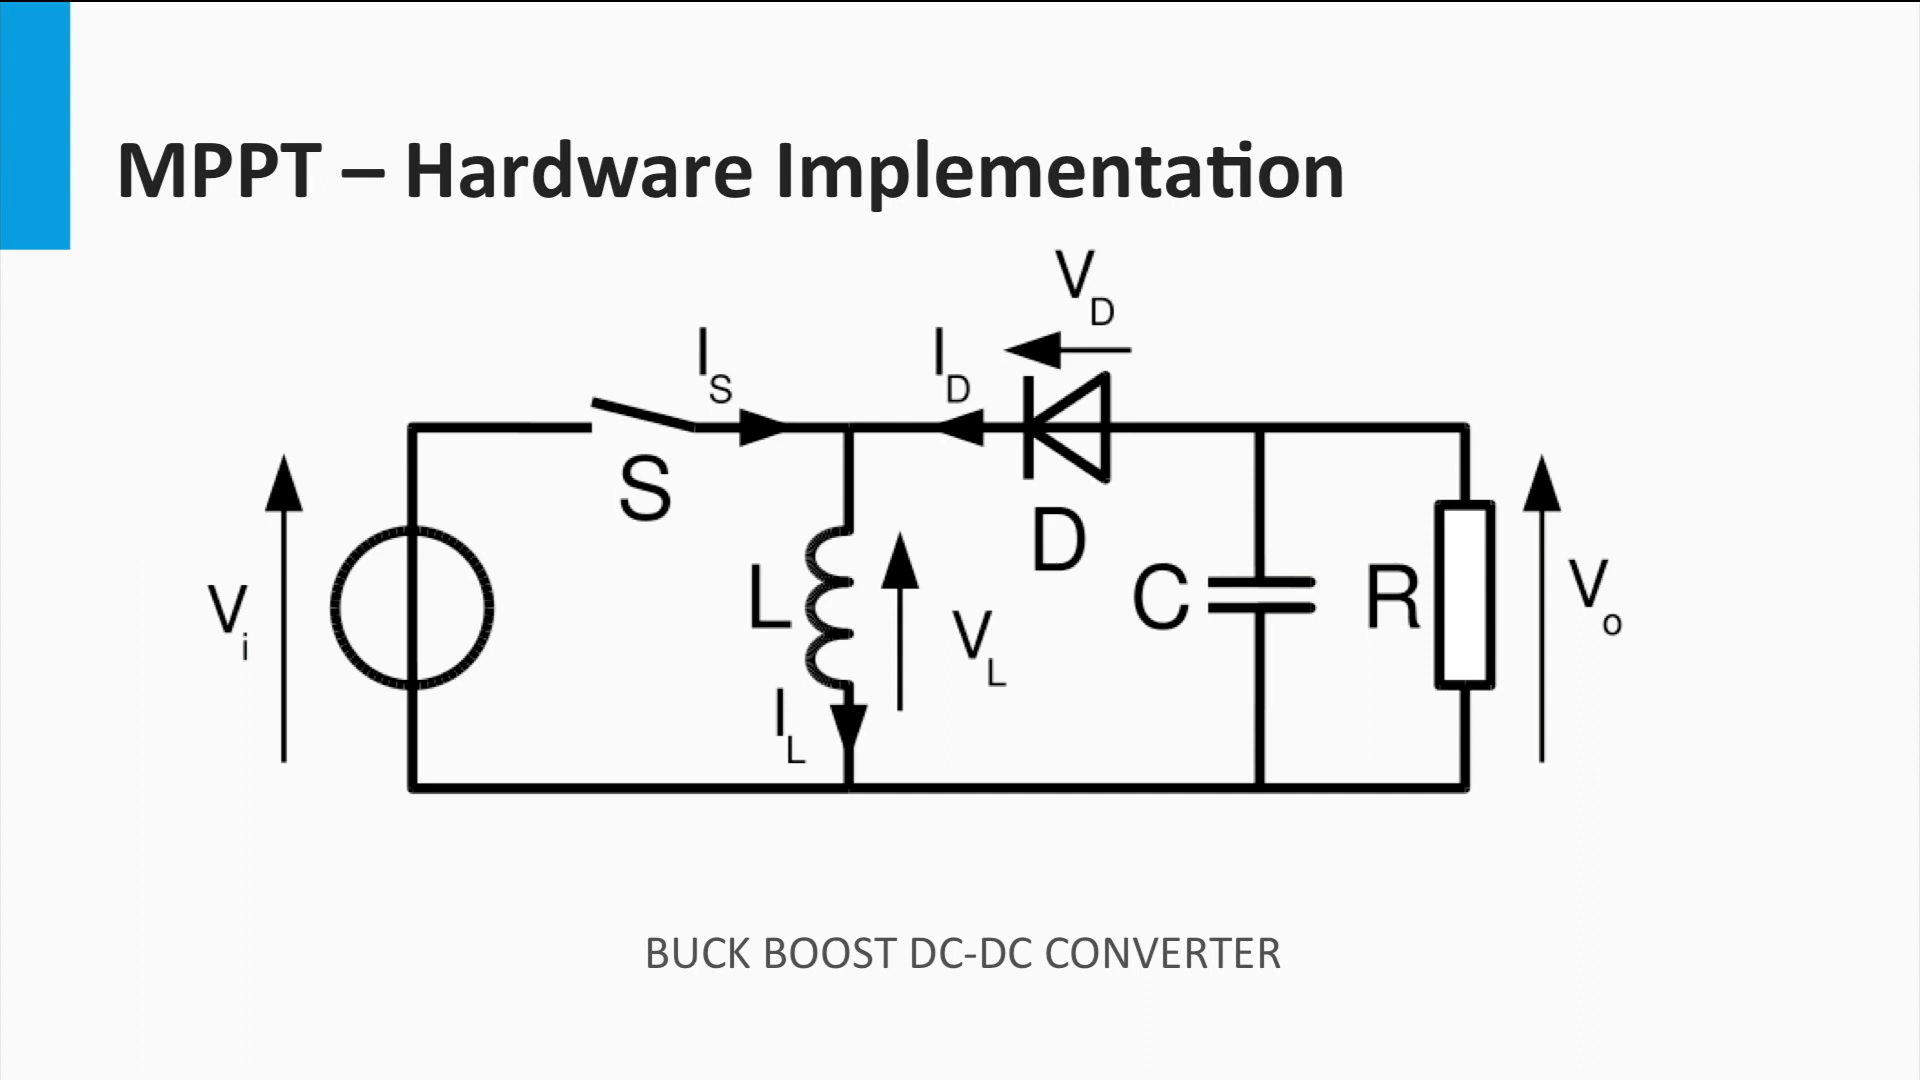 MPPT – Hardware Implementation
V_D
I_S
I_D
S
D
V_i
L
V_L
C
R
V_o
I_L
BUCK BOOST DC-DC CONVERTER